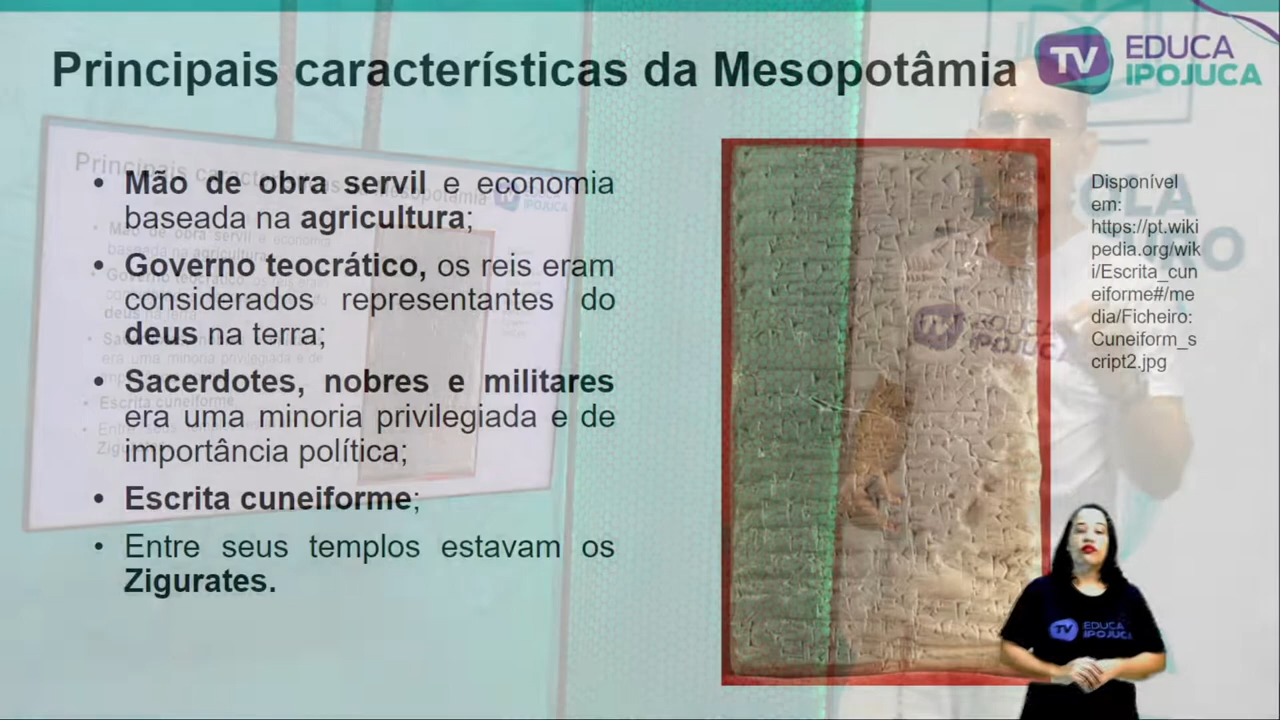 Principais características da Mesopotâmia
TV EDUCA
IPOJUCA
• Mão de obra servil e economia
baseada na agricultura;
• Governo teocrático, os reis eram
considerados representantes do
deus na terra;
• Sacerdotes, nobres e militares
era uma minoria privilegiada e de
importância política;
• Escrita cuneiforme;
• Entre seus templos estavam os
Zigurates.
Disponível
em:
https://pt.wiki
pedia.org/wik
i/Escrita_cun
eiforme#/me
dia/Ficheiro:
Cuneiform_s
cript2.jpg
TV EDUCA
IPOJUCA
TV EDUCA
IPOJUCA